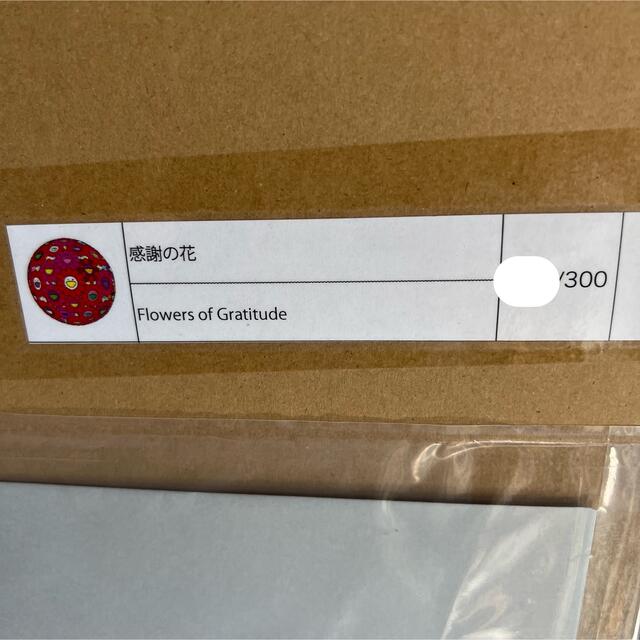 感謝の花
/300
Flowers of Gratitude